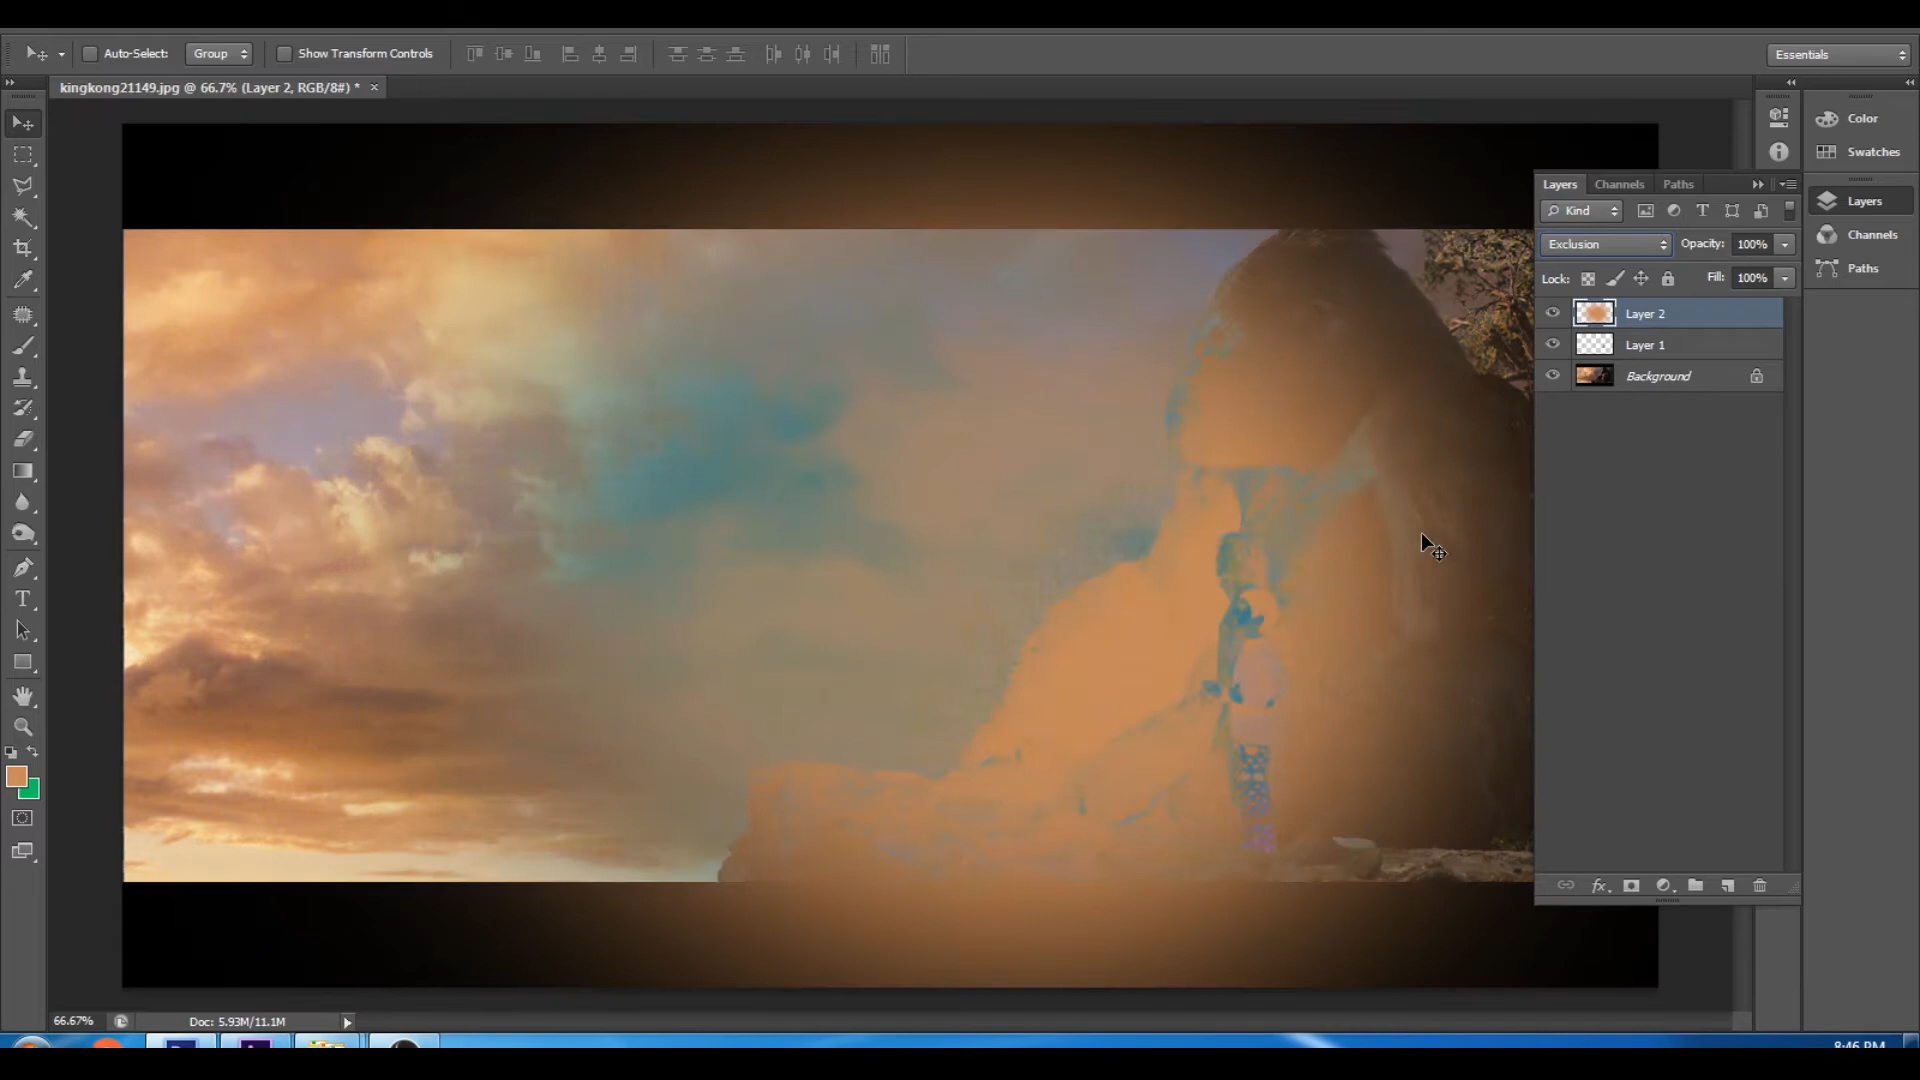 Auto-Select: Group Show Transform Controls Essentials
kingkong21149.jpg @ 66.7% (Layer 2, RGB/8#) * ×
Color
Swatches
Layers
Channels
Paths
Layers Channels Paths
Kind
Exclusion Opacity: 100%
Lock: Fill: 100%
Layer 2
Layer 1
Background
66.67% Doc: 5.93M/11.1M
8:46 PM